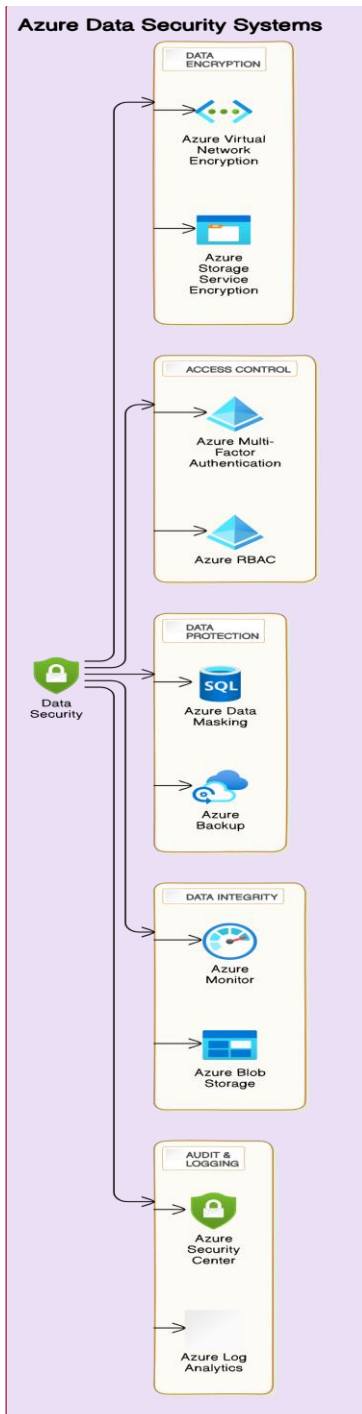 Azure Data Security Systems
DATA
ENCRYPTION
Azure Virtual
Network
Encryption
Azure
Storage
Service
Encryption
ACCESS CONTROL
Azure Multi-
Factor
Authentication
Azure RBAC
DATA
PROTECTION
SQL
Azure Data
Masking
Azure
Backup
Data
Security
DATA INTEGRITY
Azure
Monitor
Azure Blob
Storage
AUDIT &
LOGGING
Azure
Security
Center
Azure Log
Analytics